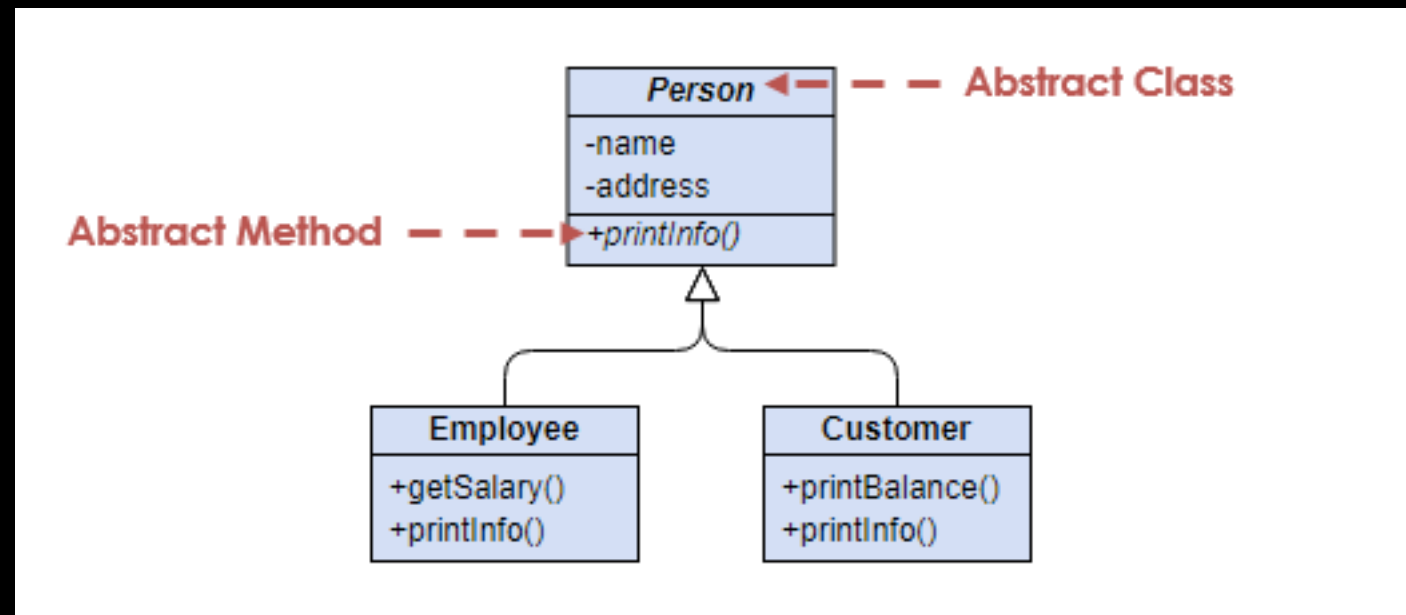 Person
Abstract Class
-name
-address
Abstract Method
+printInfo()
Employee
+getSalary()
+printInfo()
Customer
+printBalance()
+printInfo()